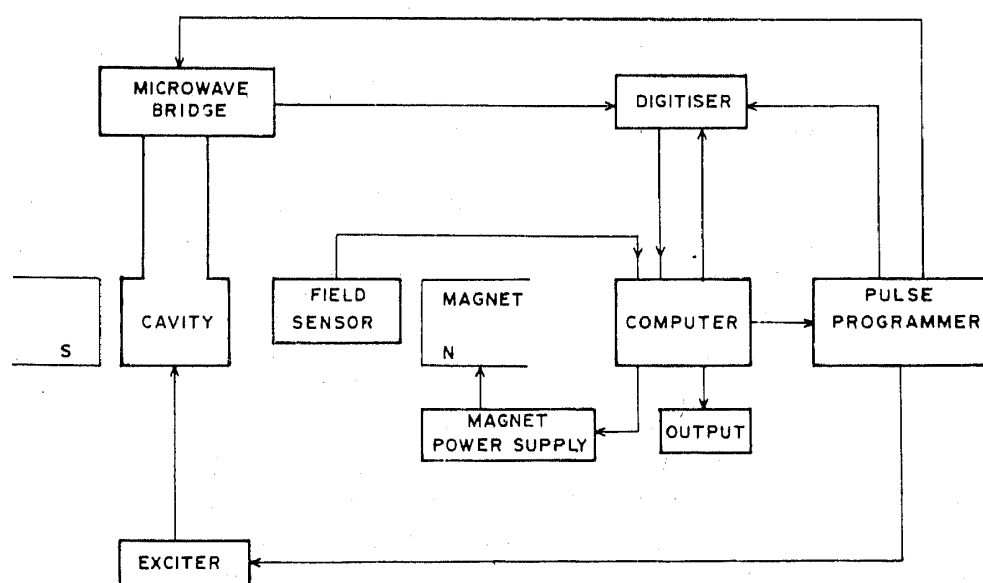 MICROWAVE
BRIDGE
DIGITISER
S
CAVITY
FIELD
SENSOR
MAGNET
N
COMPUTER
PULSE
PROGRAMMER
MAGNET
POWER SUPPLY
OUTPUT
EXCITER